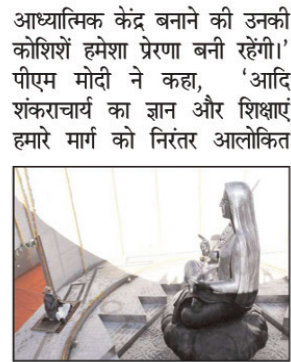 आध्यात्मिक केंद्र बनाने की उनकी
कोशिशें हमेशा प्रेरणा बनी रहेंगी।’
पीएम मोदी ने कहा, ‘आदि
शंकराचार्य का ज्ञान और शिक्षाएं
हमारे मार्ग को निरंतर आलोकित